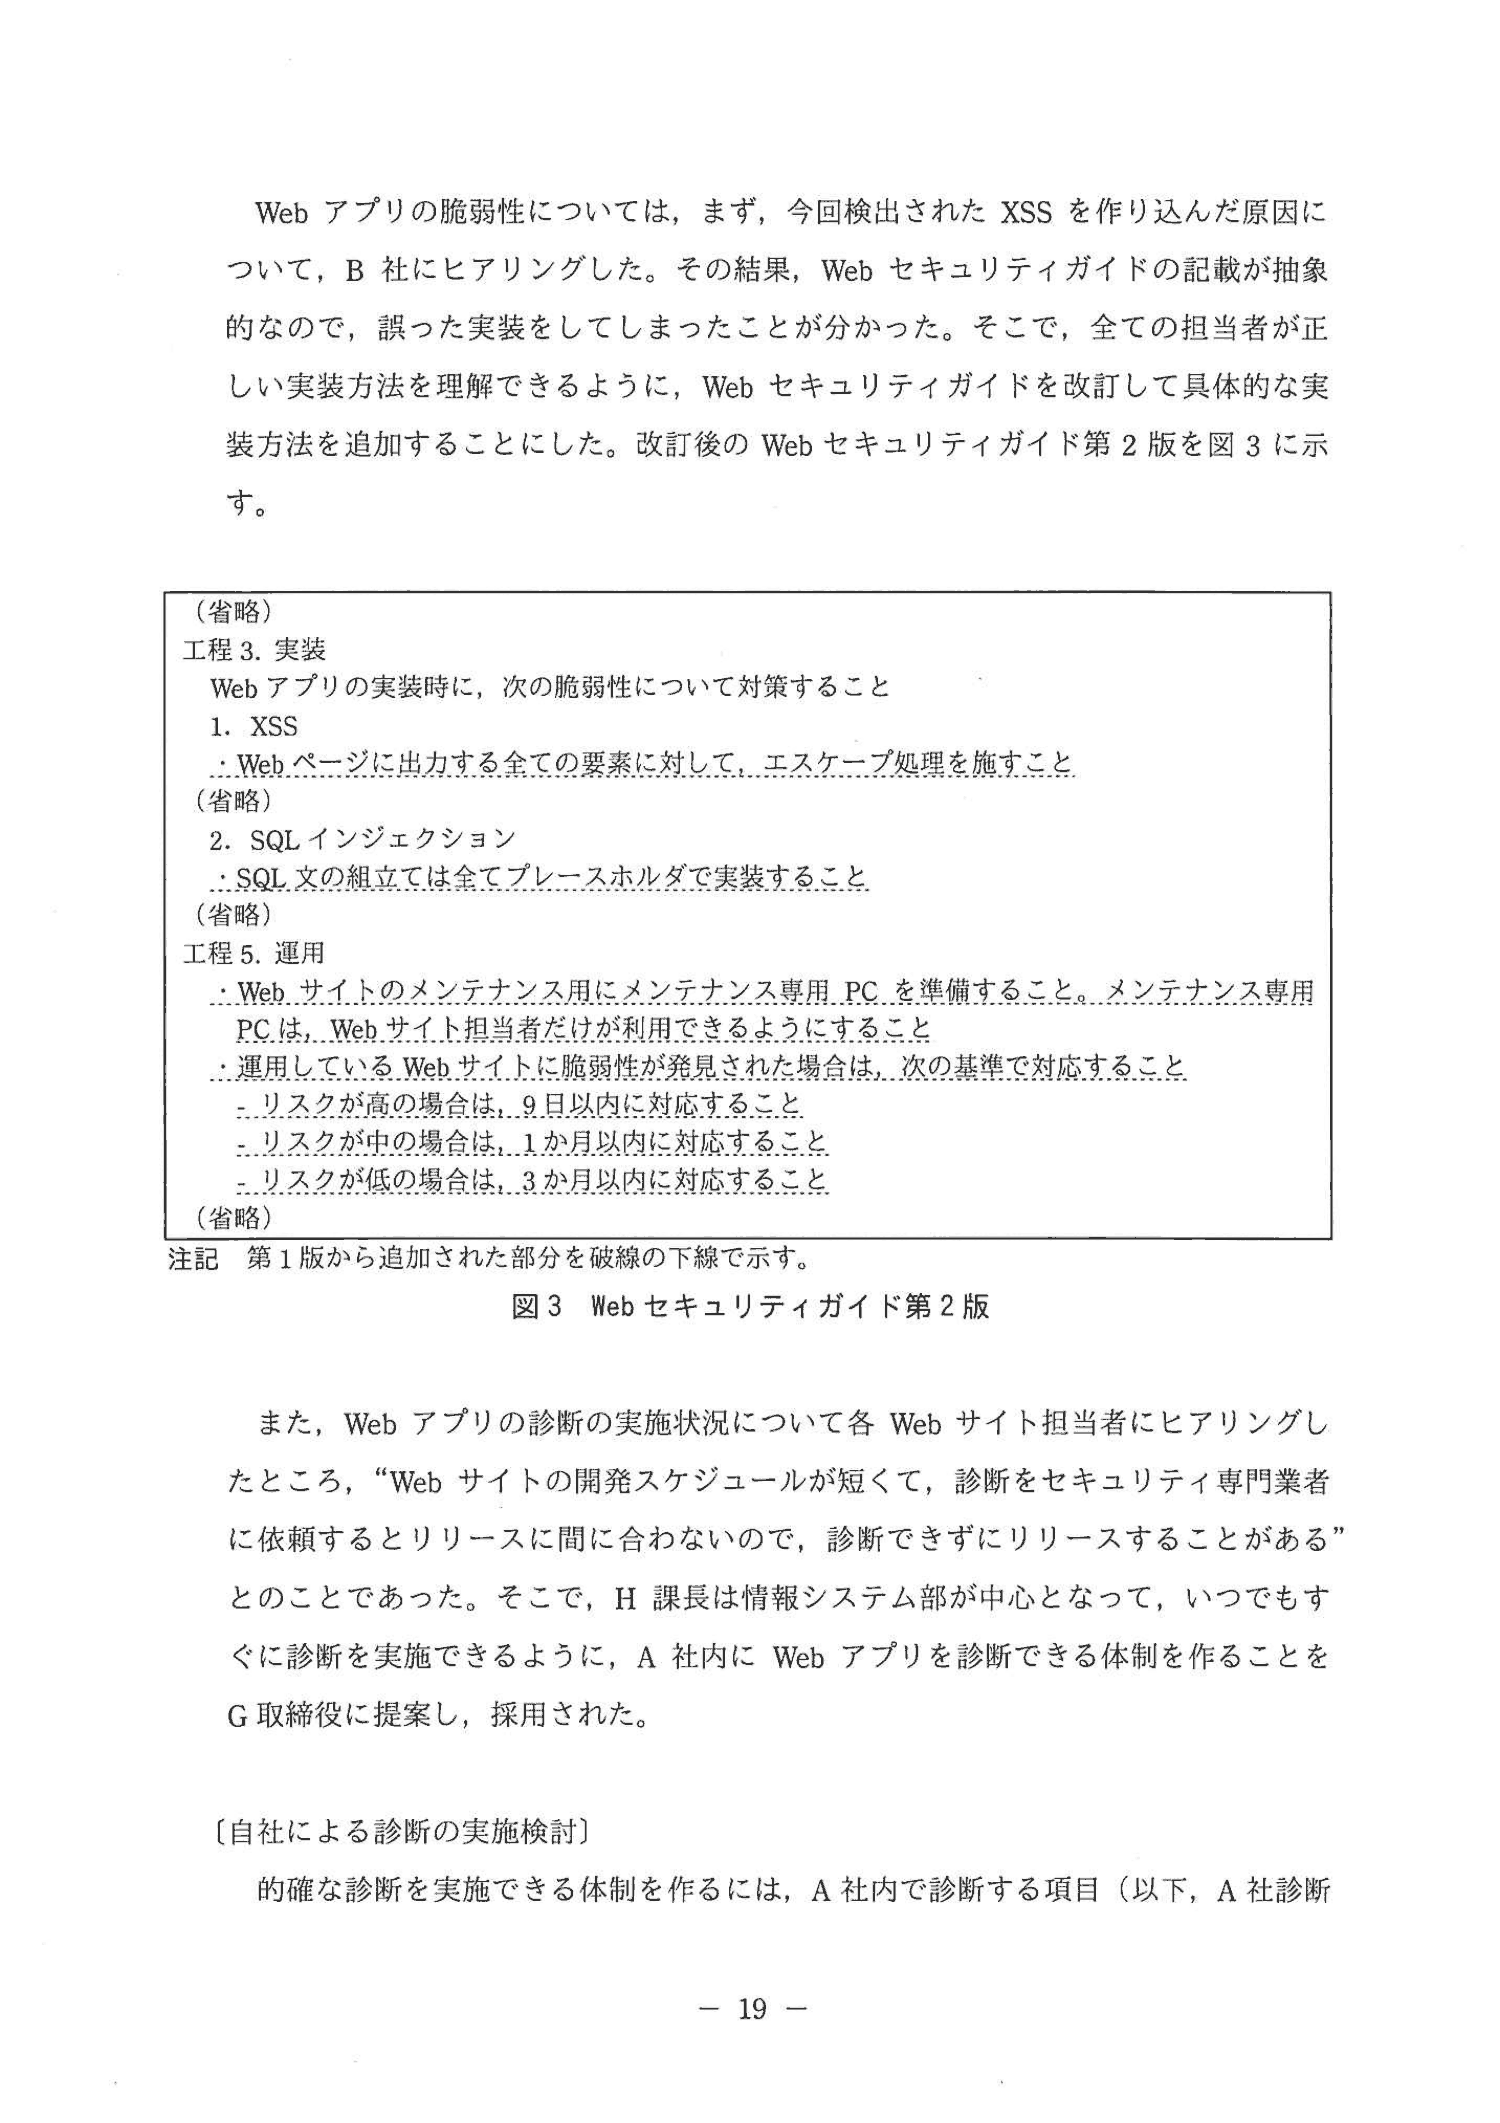 Web アプリの脆弱性については，まず，今回検出された XSS を作り込んだ原因に
ついて，B 社にヒアリングした。その結果，Web セキュリティガイドの記載が抽象
的なので，誤った実装をしてしまったことが分かった。そこで，全ての担当者が正
しい実装方法を理解できるように，Web セキュリティガイドを改訂して具体的な実
装方法を追加することにした。改訂後の Web セキュリティガイド第 2 版を図 3 に示
す。
（省略）
工程 3. 実装
Web アプリの実装時に，次の脆弱性について対策すること
1. XSS
・Web ページに出力する全ての要素に対して，エスケープ処理を施すこと
（省略）
2. SQL インジェクション
・SQL 文の組立ては全てプレースホルダで実装すること
（省略）
工程 5. 運用
・Web サイトのメンテナンス用にメンテナンス専用 PC を準備すること。メンテナンス専用
PC は，Web サイト担当者だけが利用できるようにすること
・運用している Web サイトに脆弱性が発見された場合は，次の基準で対応すること
- リスクが高の場合は，9 日以内に対応すること
- リスクが中の場合は，1 か月以内に対応すること
- リスクが低の場合は，3 か月以内に対応すること
（省略）
注記　第 1 版から追加された部分を破線の下線で示す。
図 3　Web セキュリティガイド第 2 版
また，Web アプリの診断の実施状況について各 Web サイト担当者にヒアリングし
たところ，“Web サイトの開発スケジュールが短くて，診断をセキュリティ専門業者
に依頼するとリリースに間に合わないので，診断できずにリリースすることがある”
とのことであった。そこで，H 課長は情報システム部が中心となって，いつでもす
ぐに診断を実施できるように，A 社内に Web アプリを診断できる体制を作ることを
G 取締役に提案し，採用された。
〔自社による診断の実施検討〕
的確な診断を実施できる体制を作るには，A 社内で診断する項目（以下，A 社診断
－ 19 －